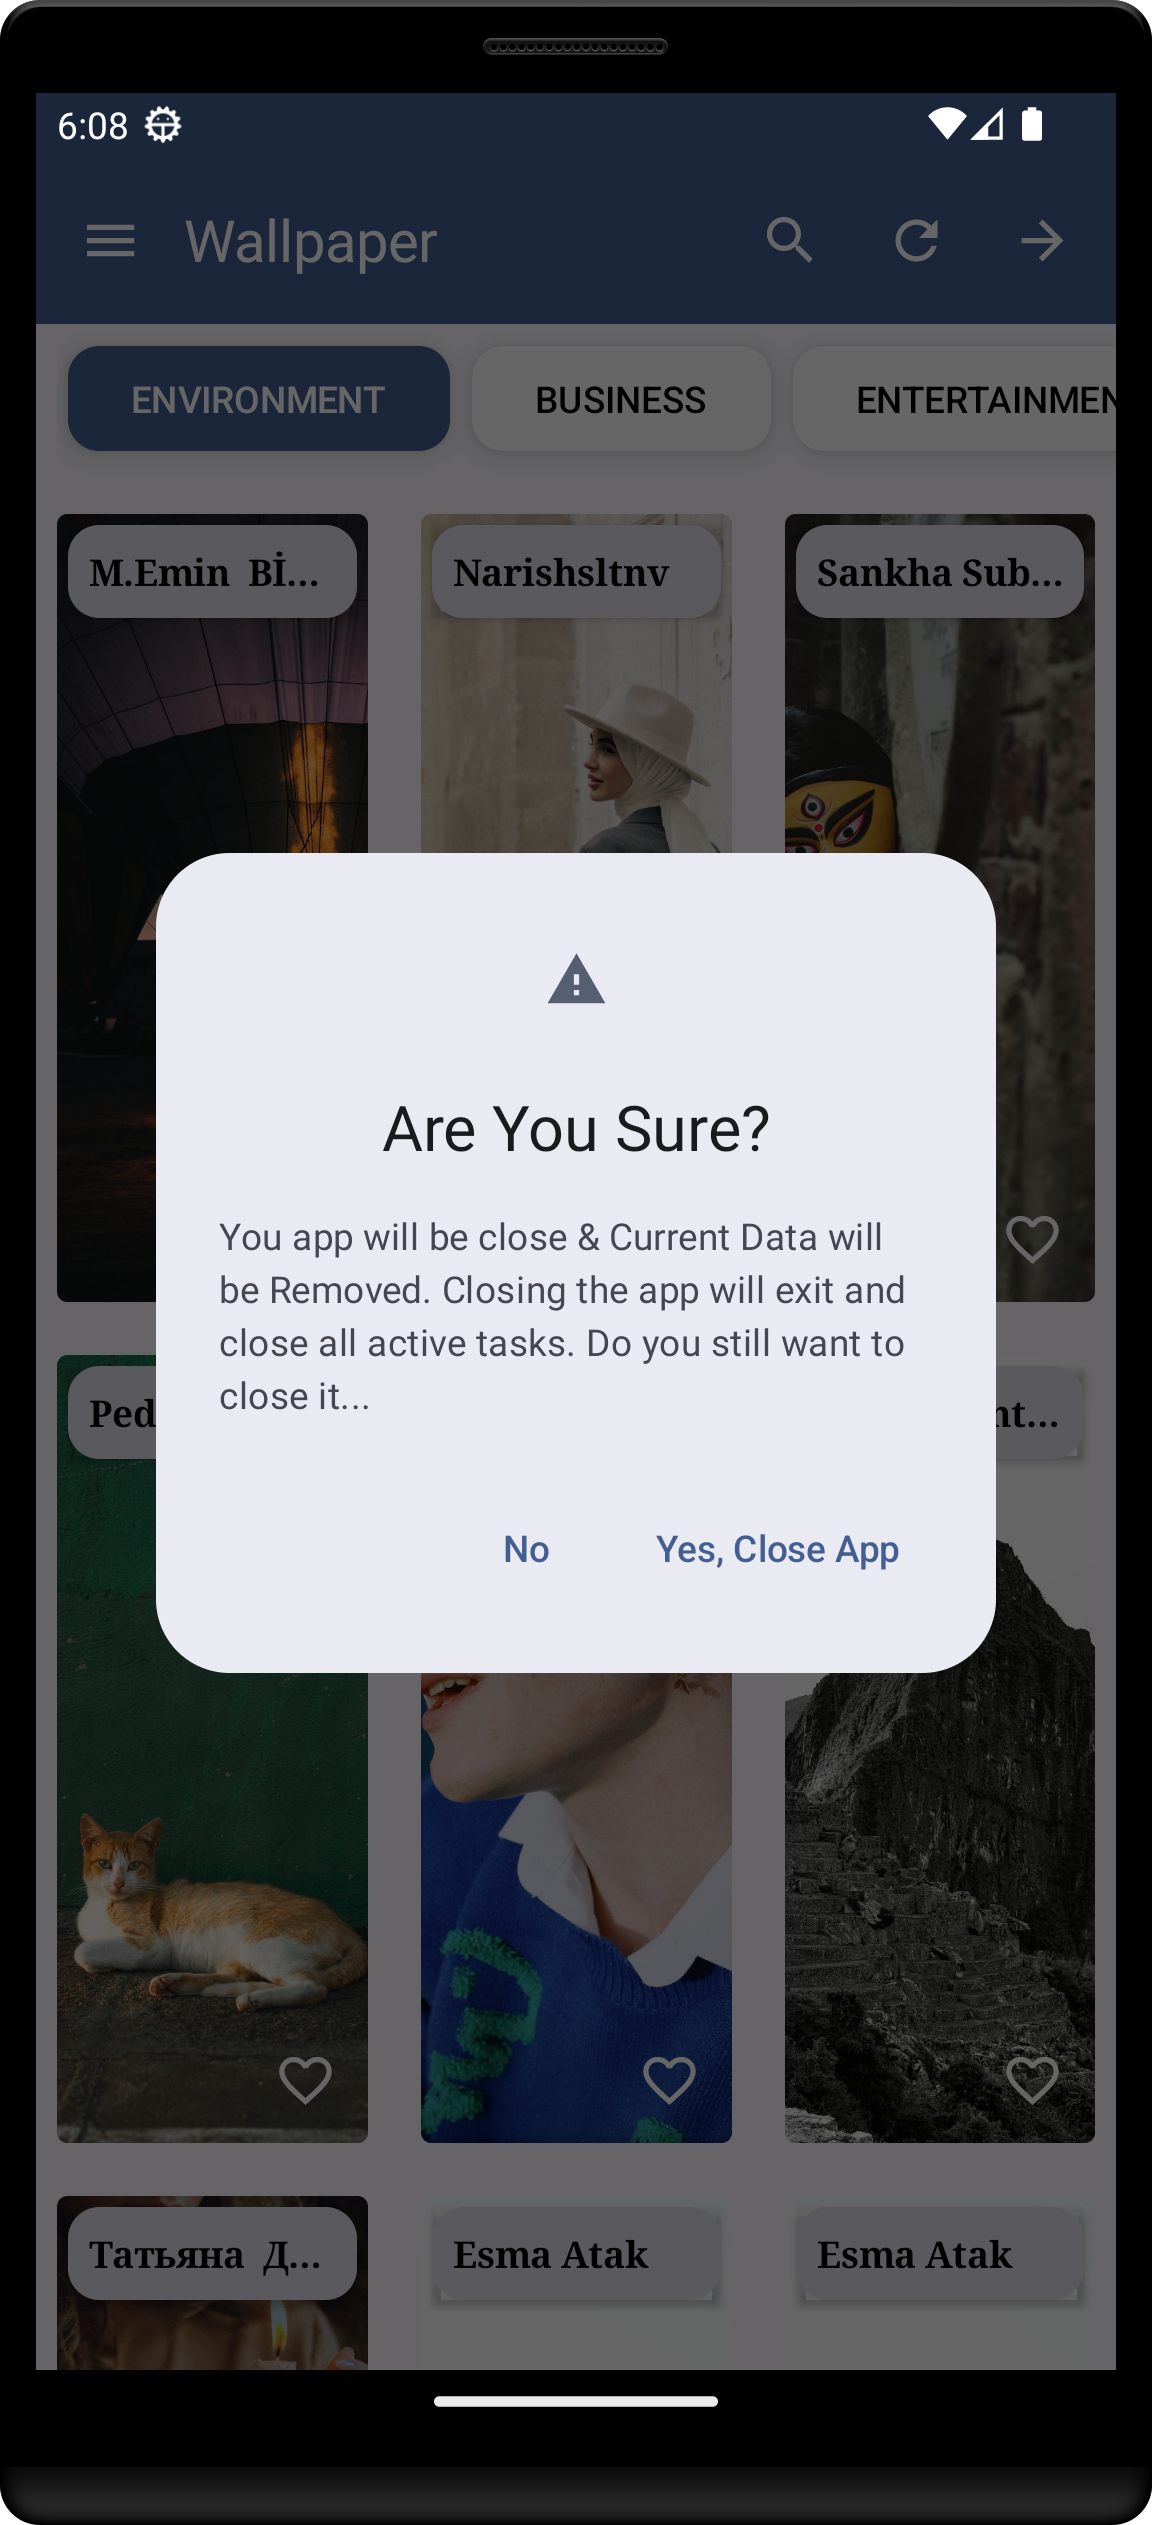 6:08
Wallpaper
ENVIRONMENT
BUSINESS
ENTERTAINMEN
M.Emin Bİ...
Narishsltnv
Sankha Sub...
Are You Sure?
You app will be close & Current Data will
be Removed. Closing the app will exit and
close all active tasks. Do you still want to
close it...
No
Yes, Close App
Ped
nt...
Татьяна Д...
Esma Atak
Esma Atak